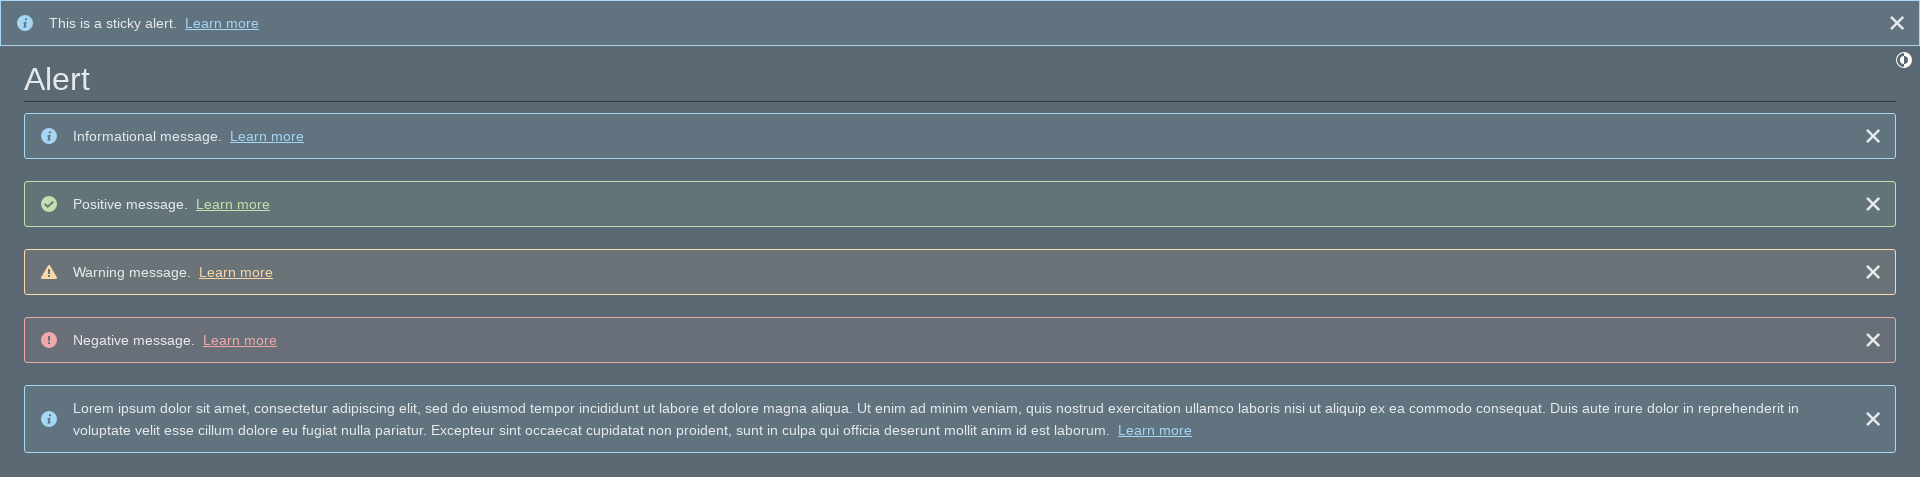 This is a sticky alert. Learn more
Alert
Informational message. Learn more
Positive message. Learn more
Warning message. Learn more
Negative message. Learn more
Lorem ipsum dolor sit amet, consectetur adipiscing elit, sed do eiusmod tempor incididunt ut labore et dolore magna aliqua. Ut enim ad minim veniam, quis nostrud exercitation ullamco laboris nisi ut aliquip ex ea commodo consequat. Duis aute irure dolor in reprehenderit in
voluptate velit esse cillum dolore eu fugiat nulla pariatur. Excepteur sint occaecat cupidatat non proident, sunt in culpa qui officia deserunt mollit anim id est laborum. Learn more